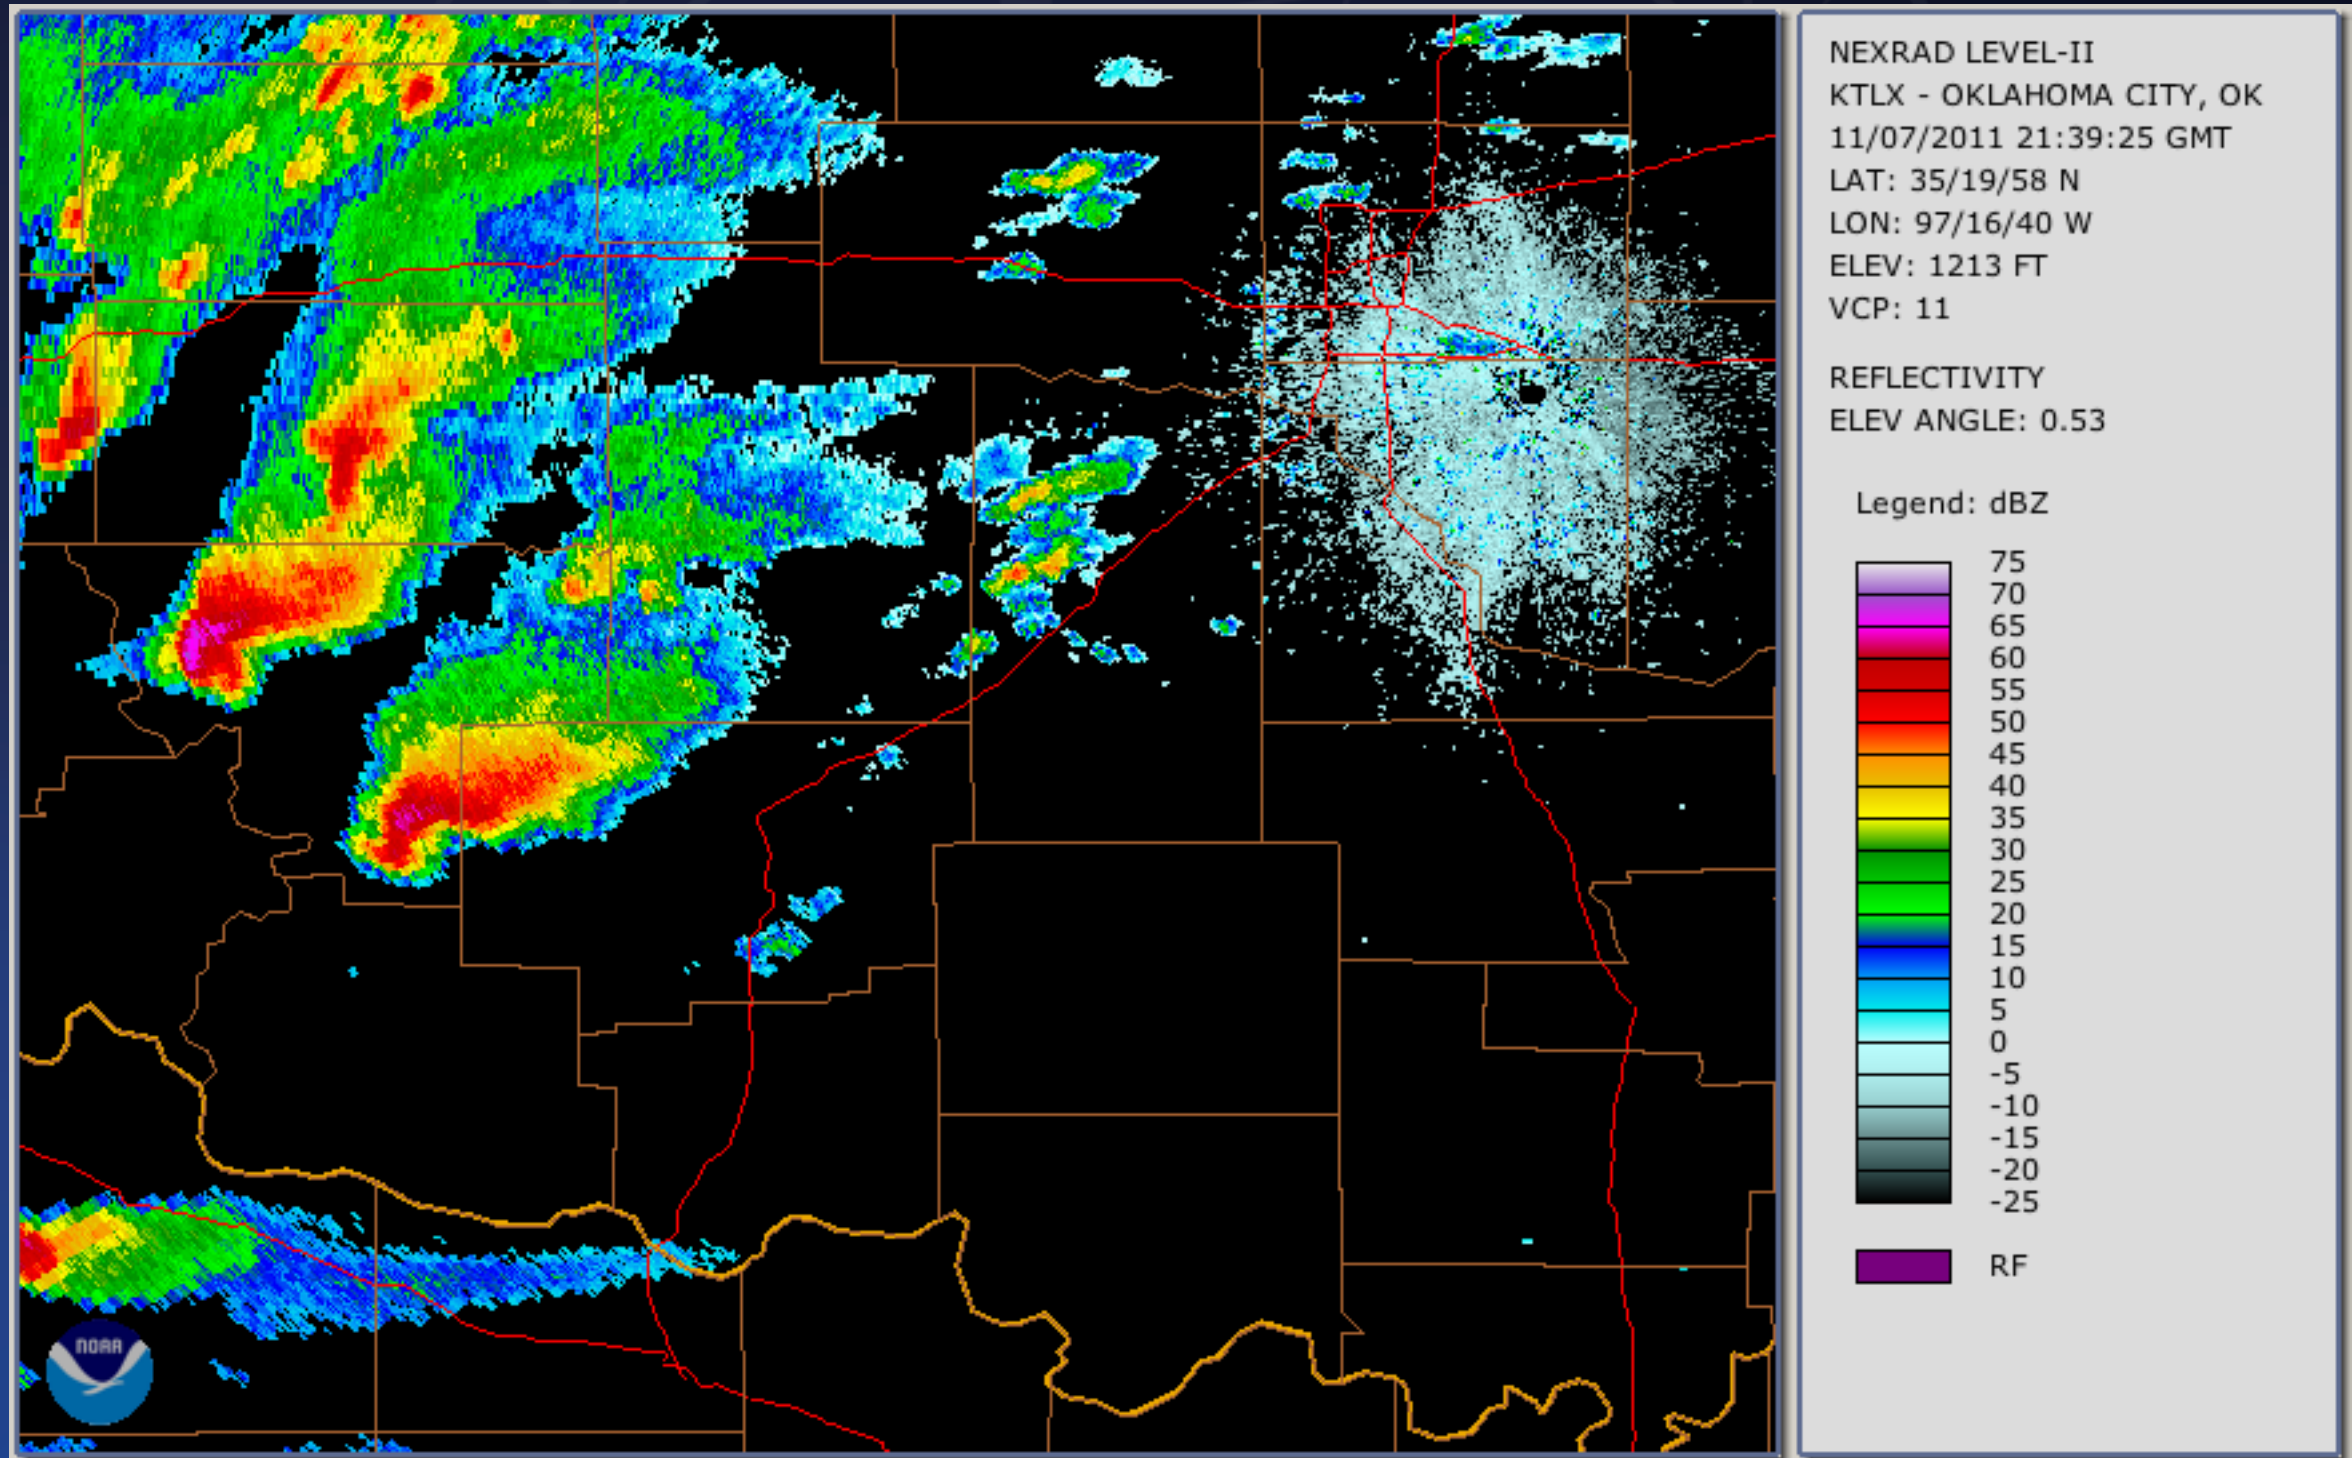 NEXRAD LEVEL-II
KTLX - OKLAHOMA CITY, OK
11/07/2011 21:39:25 GMT
LAT: 35/19/58 N
LON: 97/16/40 W
ELEV: 1213 FT
VCP: 11
REFLECTIVITY
ELEV ANGLE: 0.53
Legend: dBZ
75
70
65
60
55
50
45
40
35
30
25
20
15
10
5
0
-5
-10
-15
-20
-25
RF
NOAA